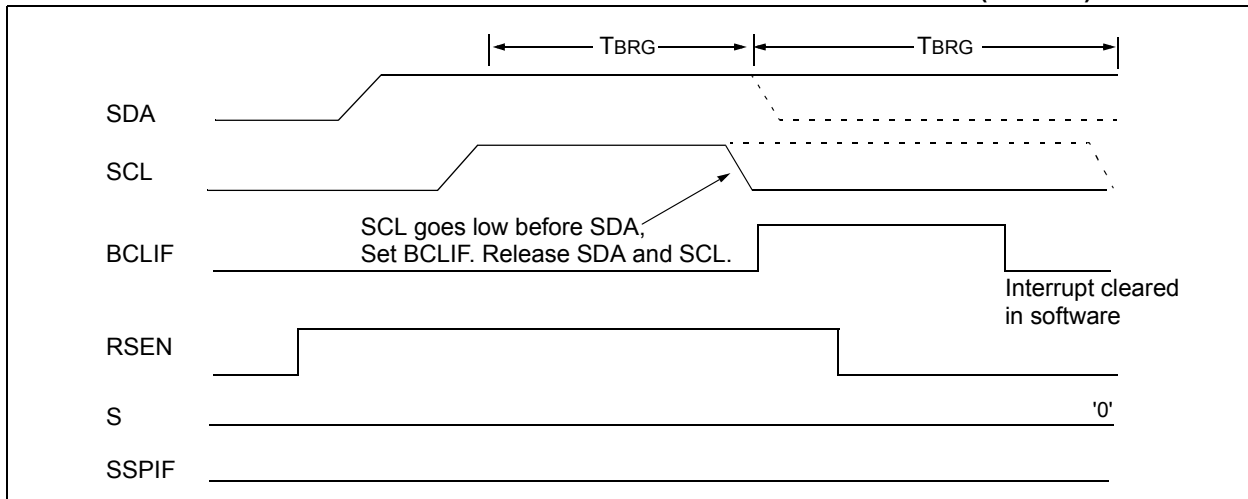 TBRG TBRG
SDA
SCL
SCL goes low before SDA,
Set BCLIF. Release SDA and SCL.
BCLIF
Interrupt cleared
in software
RSEN
S '0'
SSPIF